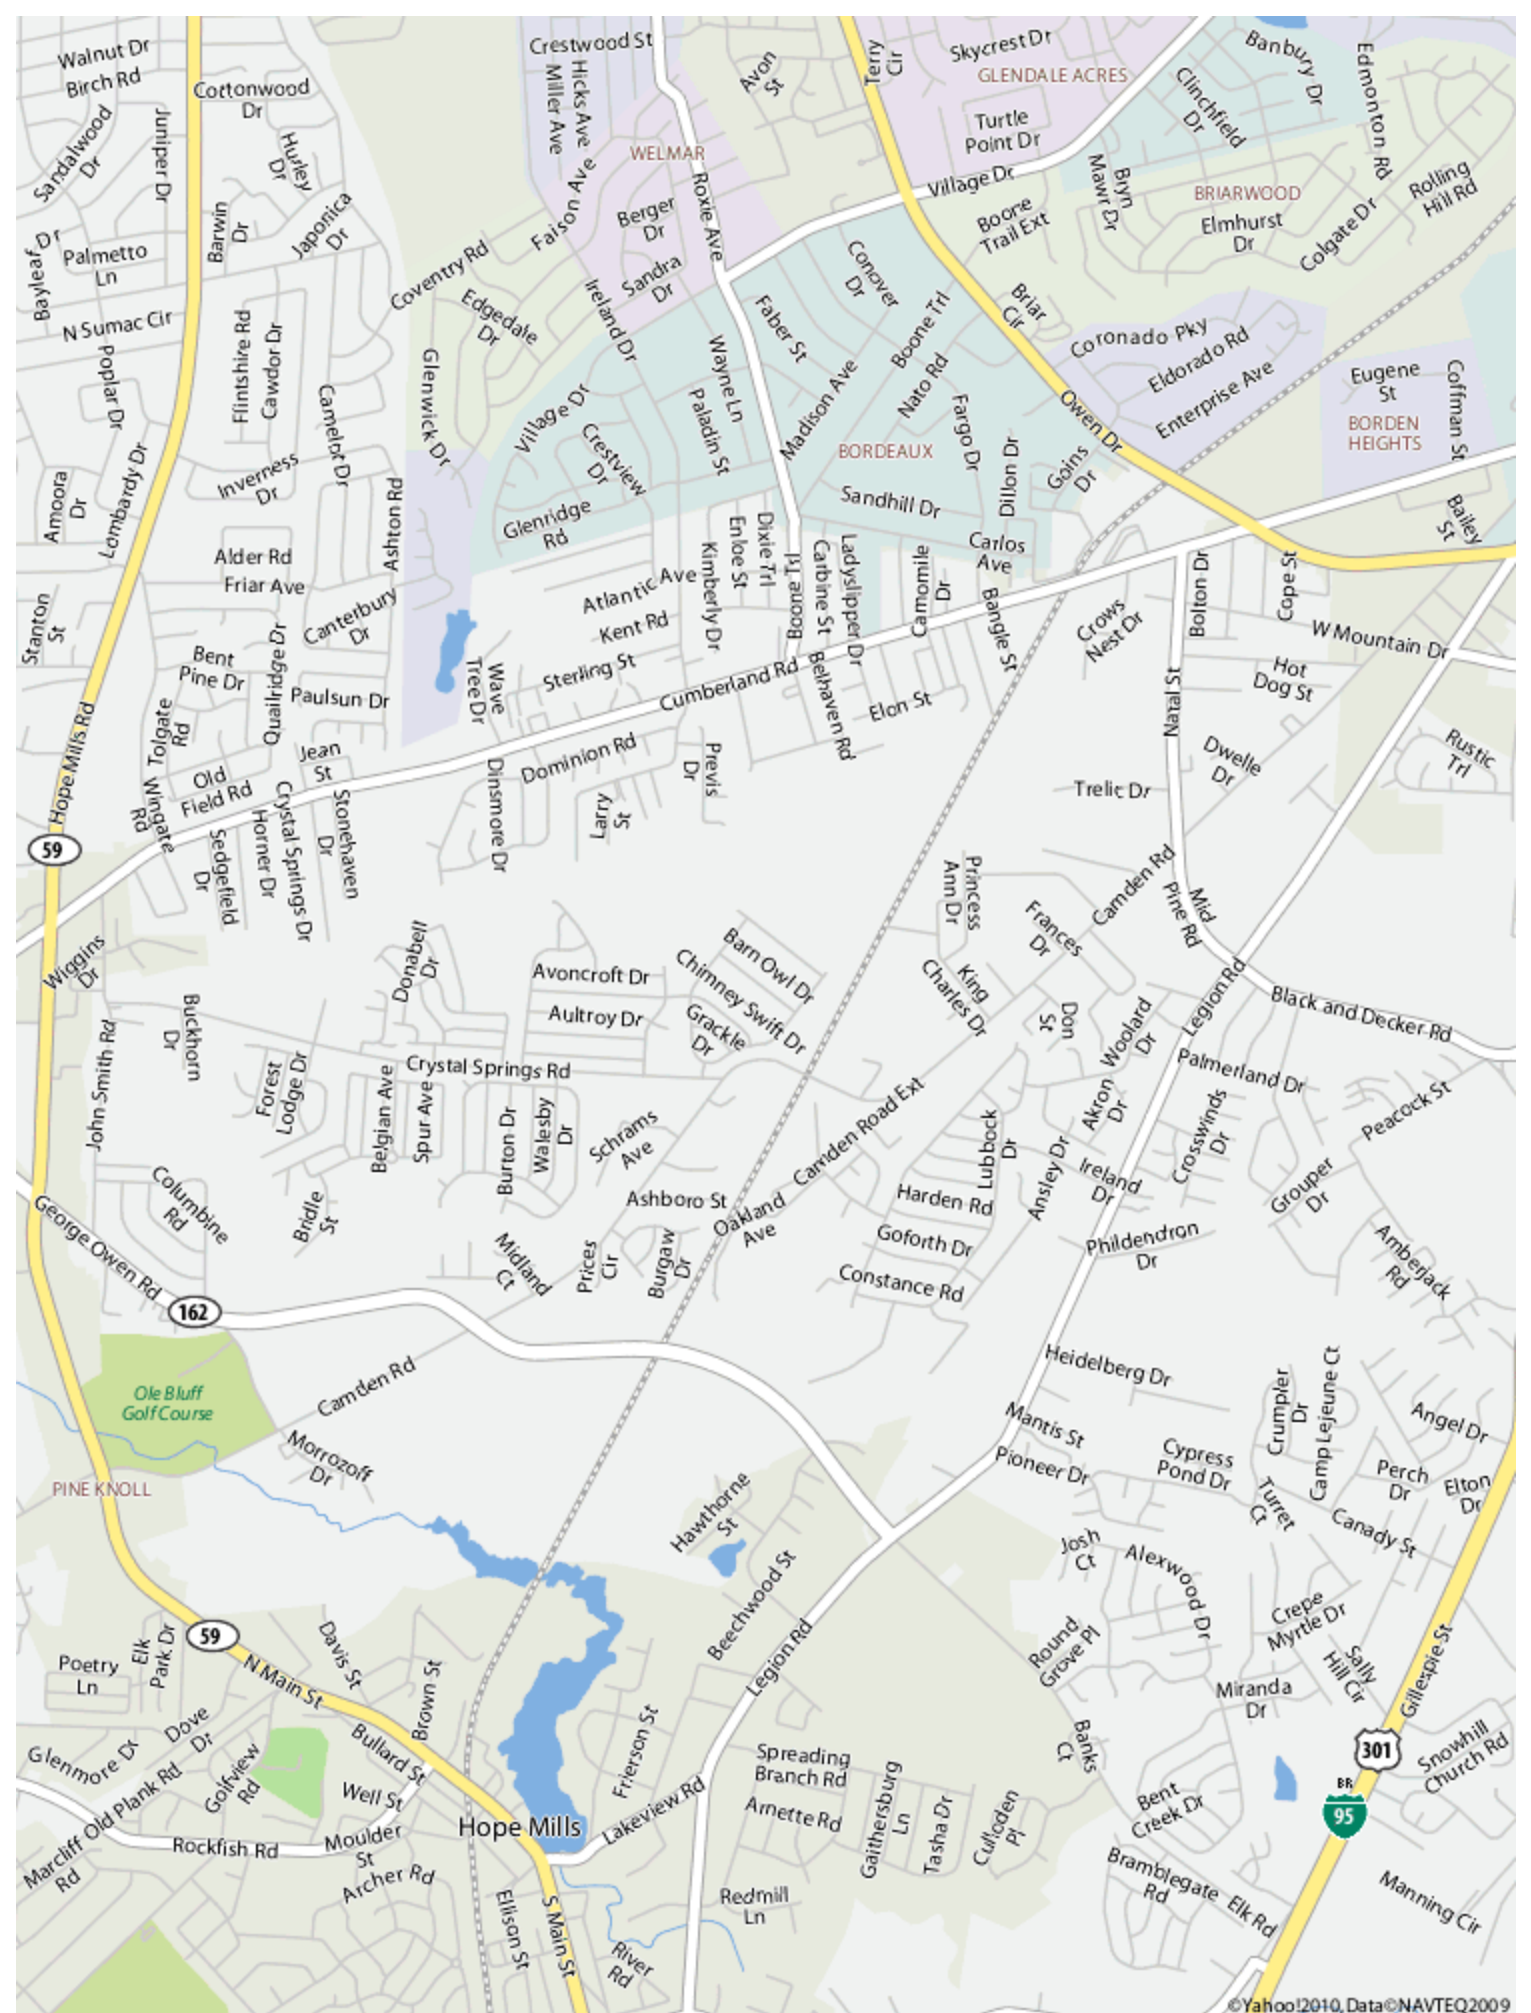 Walnut Dr
Birch Rd
Cottonwood
Dr
Crestwood St
Hicks Ave
Miller Ave
Avon
St
Terry
Cir
Skycrest Dr
GLENDALE ACRES
Banbury Dr
Edmonton Rd
Clinchfield
Dr
Turtle
Point Dr
Sandalwood
Dr
Juniper Dr
Hurley
Dr
WELMAR
Roxie Ave
Village Dr
Bryn
Mawr Dr
BRIARWOOD
Rolling
Hill Rd
Barwin
Dr
Japonica
Dr
Faison Ave
Berger
Dr
Boone
Trail Ext
Elmhurst
Dr
Colgate Dr
Bayleaf Dr
Palmetto
Ln
Coventry Rd
Sandra
Dr
Conover
Dr
N Sumac Cir
Edgedale
Dr
Ireland Dr
Faber St
Boone Trl
Briar
Cir
Coronado Pky
Eldorado Rd
Enterprise Ave
Poplar Dr
Flintshire Rd
Cawdor Dr
Camelot Dr
Glenwick Dr
Wayne Ln
Paladin St
Madison Ave
Nato Rd
Owen Dr
Eugene
St
Coffman St
BORDEN
HEIGHTS
Village Dr
Crestview
Dr
BORDEAUX
Fargo Dr
Dillon Dr
Goins
Dr
Amoora
Dr
Lombardy Dr
Inverness
Dr
Ashton Rd
Glenridge
Rd
Sandhill Dr
Bailey
St
Alder Rd
Friar Ave
Atlantic Ave
Kimberly Dr
Enloe St
Dixie Trl
Boone Trl
Carbine St
Ladyslipper Dr
Camomile
Dr
Carlos
Ave
Bangle St
Crows
Nest Dr
Bolton Dr
Cope St
W Mountain Dr
Stanton
St
Canterbury
Dr
Kent Rd
Sterling St
Bent
Pine Dr
Quailridge Dr
Paulsun Dr
Wave
Tree Dr
Cumberland Rd
Belhaven Rd
Elon St
Natal St
Hot
Dog St
Hope Mills Rd
Tolgate
Rd
Jean
St
Dominion Rd
Previs
Dr
Dwelle
Dr
Rustic
Trl
Old
Field Rd
Wingate
Rd
Crystal Springs Dr
Horner Dr
Stonehaven
Dr
Dinsmore Dr
Larry
St
Trelic Dr
59
Sedgefield
Dr
Princess
Ann Dr
Camden Rd
Mid
Pine Rd
Frances
Dr
Wiggins
Dr
Donabell
Dr
Avoncroft Dr
Barn Owl Dr
Chimney Swift Dr
King
Charles Dr
Legion Rd
Black and Decker Rd
Buckhorn
Dr
Aultroy Dr
Grackle
Dr
Don
St
Woolard
Dr
John Smith Rd
Forest
Lodge Dr
Crystal Springs Rd
Palmerland Dr
Belgian Ave
Spur Ave
Burton Dr
Walesby
Dr
Schrams
Ave
Camden Road Ext
Akron
Dr
Crosswinds
Dr
Peacock St
Lubbock
Dr
Ansley Dr
Ireland
Dr
Columbine
Rd
Bridle
St
Ashboro St
Oakland
Ave
Harden Rd
Grouper
Dr
George Owen Rd
Midland
Ct
Prices
Cir
Burgaw
Dr
Goforth Dr
Phildendron
Dr
Amberjack
Rd
162
Constance Rd
Ole Bluff
Golf Course
Camden Rd
Heidelberg Dr
Crumpler
Dr
Camp Lejeune Ct
Angel Dr
Morrozoff
Dr
Mantis St
Pioneer Dr
Cypress
Pond Dr
Perch
Dr
Elton
Dr
PINE KNOLL
Hawthorne
St
Turret
Ct
Canady St
Josh
Ct
Alexwood Dr
Beechwood St
Crepe
Myrtle Dr
59
Elk
Park Dr
Davis St
Legion Rd
Round
Grove Pl
Sally
Hill Cir
Gillespie St
Poetry
Ln
N Main St
Brown St
Miranda
Dr
Dove
Dr
Glenmore Dr
Bullard St
Frierson St
Banks
Ct
301
Snowhill
Church Rd
Golfview
Rd
Old Plank Rd
Well St
Spreading
Branch Rd
BR
95
Bent
Creek Dr
Hope Mills
Lakeview Rd
Arnette Rd
Gaithersburg
Ln
Tasha Dr
Culloden
Pl
Marcliff
Rd
Rockfish Rd
Moulder
St
Archer Rd
Bramblegate
Rd
Elk Rd
Manning Cir
Ellison St
S Main St
Redmill
Ln
River
Rd
©Yahoo!2010, Data©NAVTEQ2009